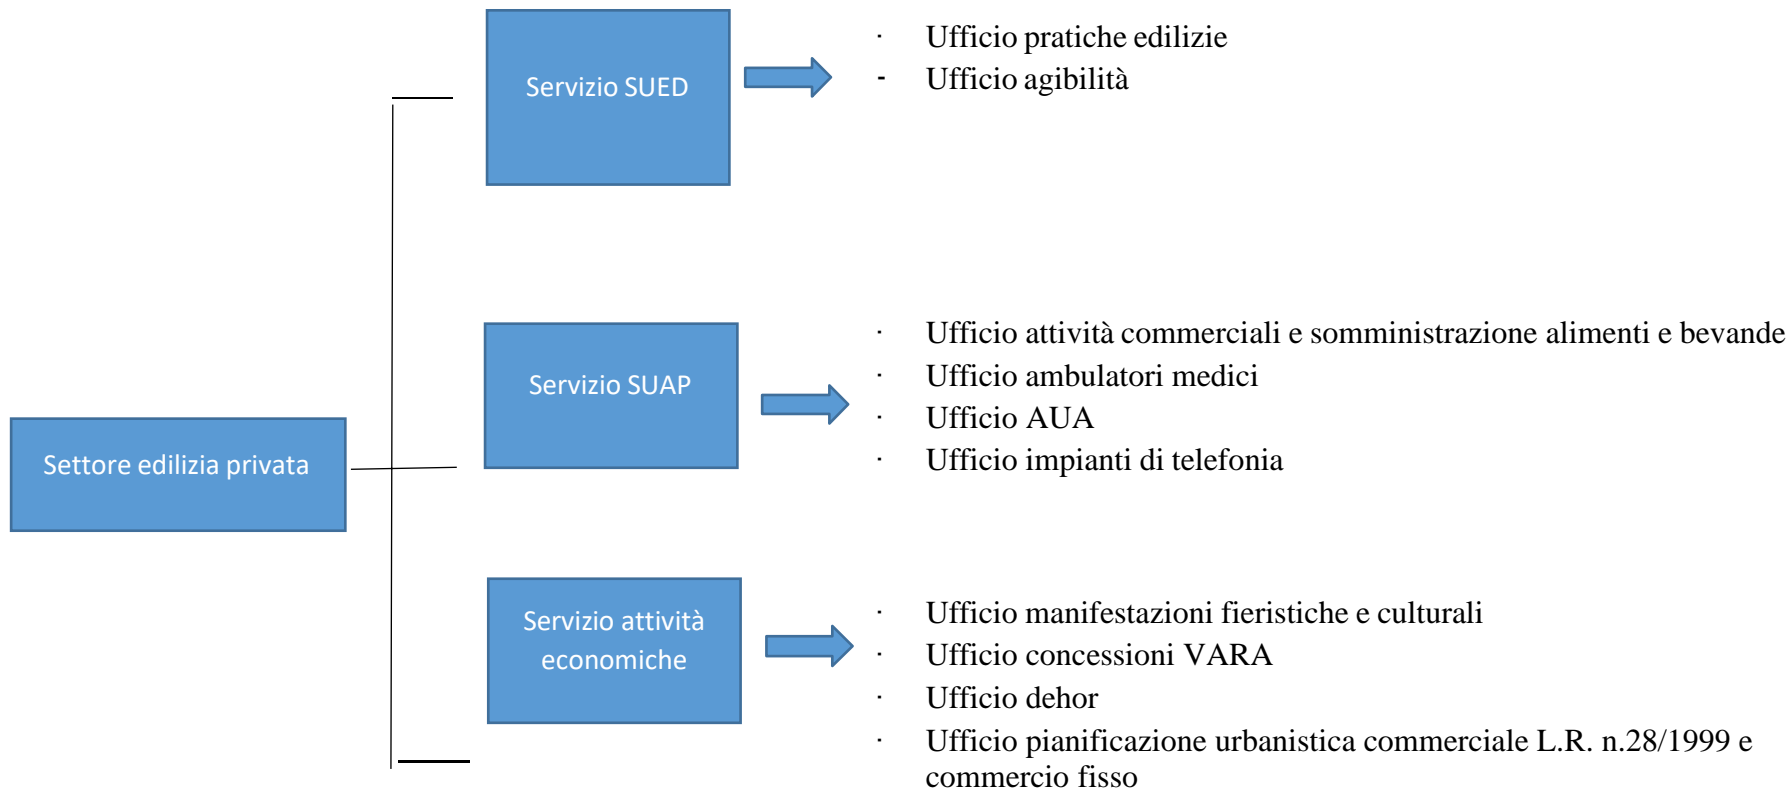 Servizio SUED
· Ufficio pratiche edilizie
- Ufficio agibilità
Settore edilizia privata
Servizio SUAP
· Ufficio attività commerciali e somministrazione alimenti e bevande
· Ufficio ambulatori medici
· Ufficio AUA
· Ufficio impianti di telefonia
Servizio attività
economiche
· Ufficio manifestazioni fieristiche e culturali
· Ufficio concessioni VARA
· Ufficio dehor
· Ufficio pianificazione urbanistica commerciale L.R. n.28/1999 e
commercio fisso